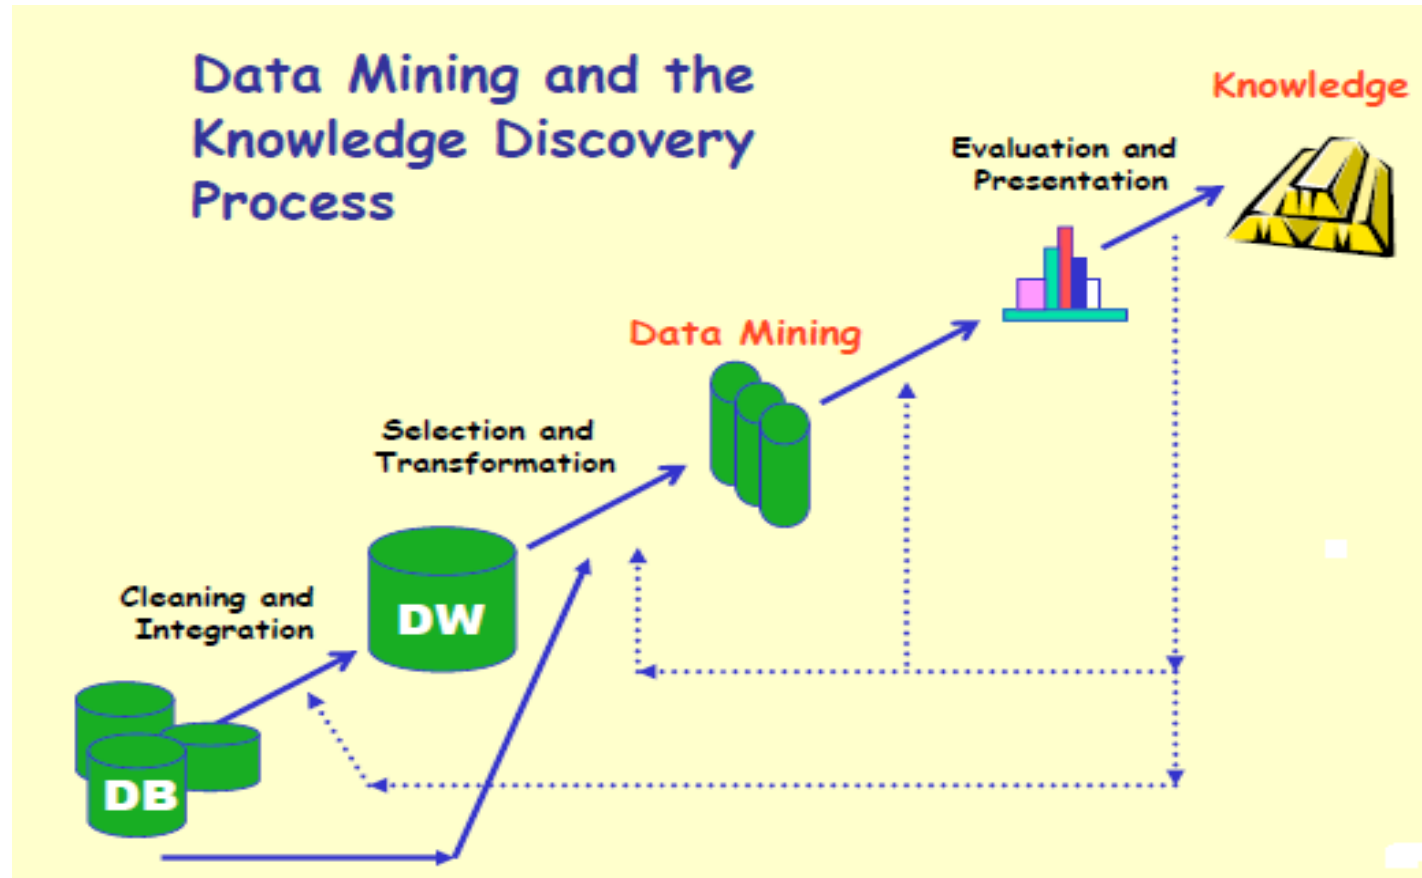 Data Mining and the
Knowledge Discovery
Process
Knowledge
Evaluation and
Presentation
Data Mining
Selection and
Transformation
DW
Cleaning and
Integration
DB